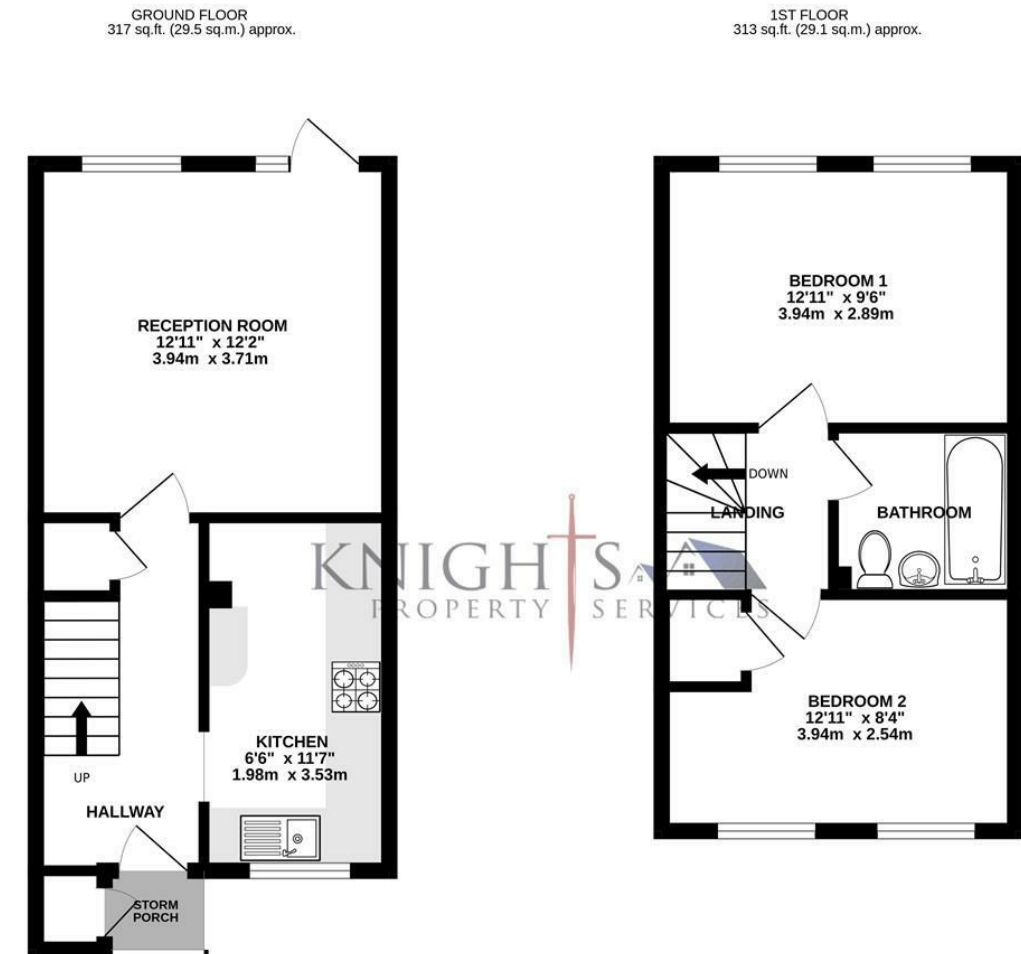 GROUND FLOOR
317 sq.ft. (29.5 sq.m.) approx.
RECEPTION ROOM
12'11" x 12'2"
3.94m x 3.71m
KITCHEN
6'6" x 11'7"
1.98m x 3.53m
UP
HALLWAY
STORM
PORCH
KNIGHTS
PROPERTY SERVICES
1ST FLOOR
313 sq.ft. (29.1 sq.m.) approx.
BEDROOM 1
12'11" x 9'6"
3.94m x 2.89m
DOWN
LANDING
BATHROOM
BEDROOM 2
12'11" x 8'4"
3.94m x 2.54m